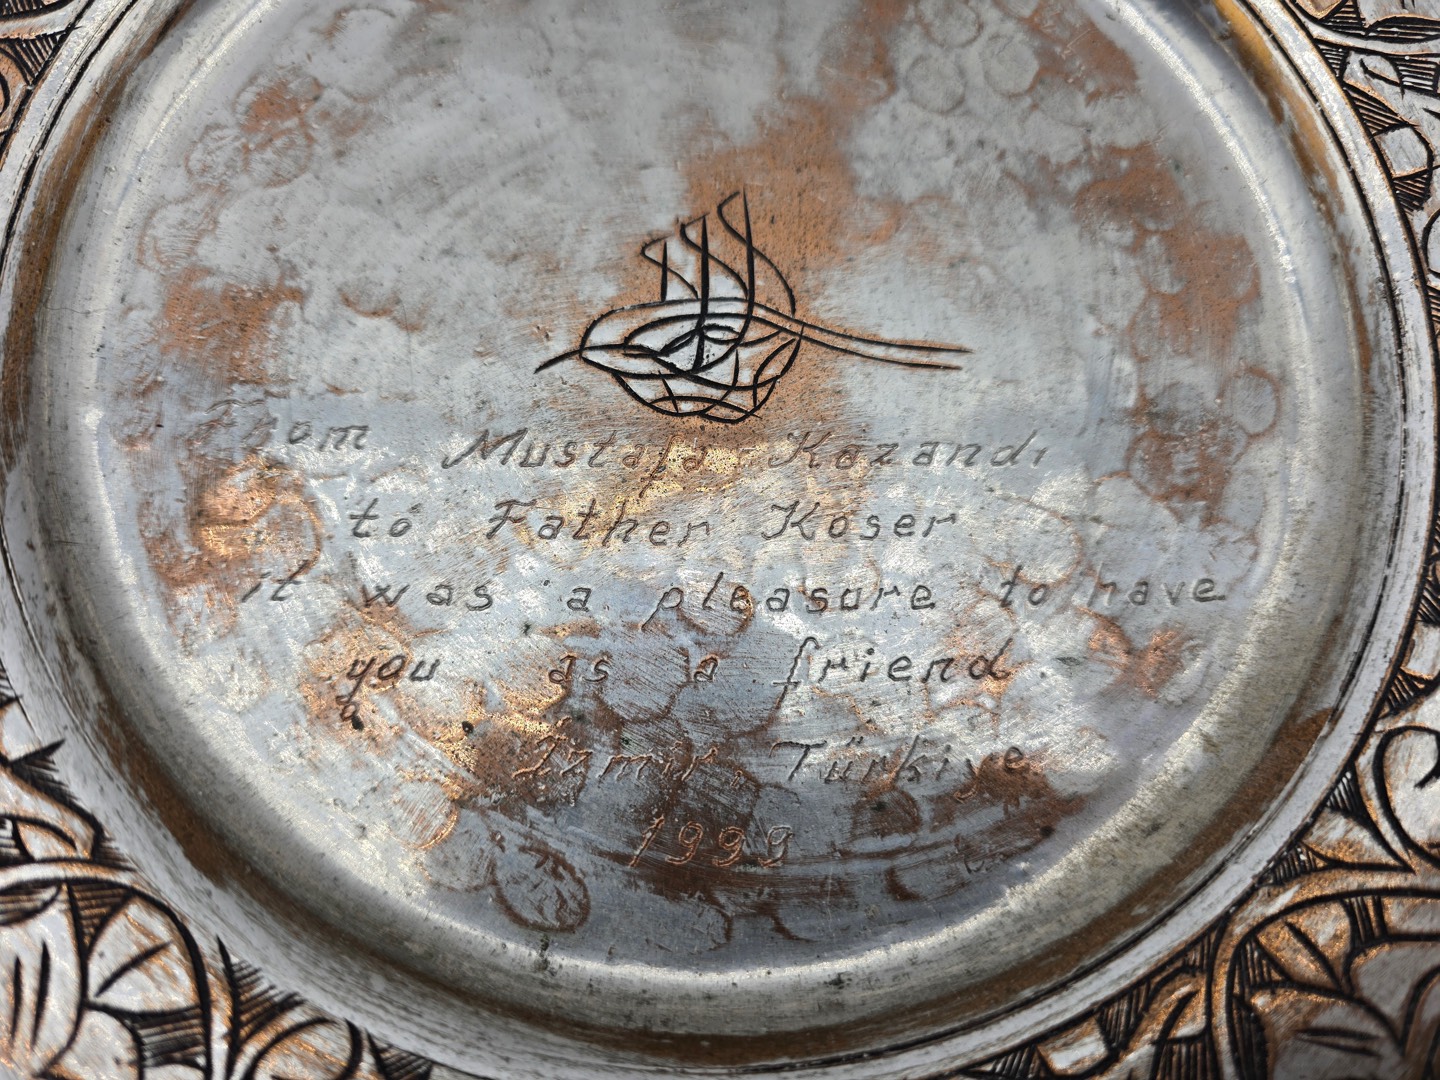 From Mustafa Kazandı
to Father Koser
it was a pleasure to have
you as a friend.
İzmir, Türkiye
1999